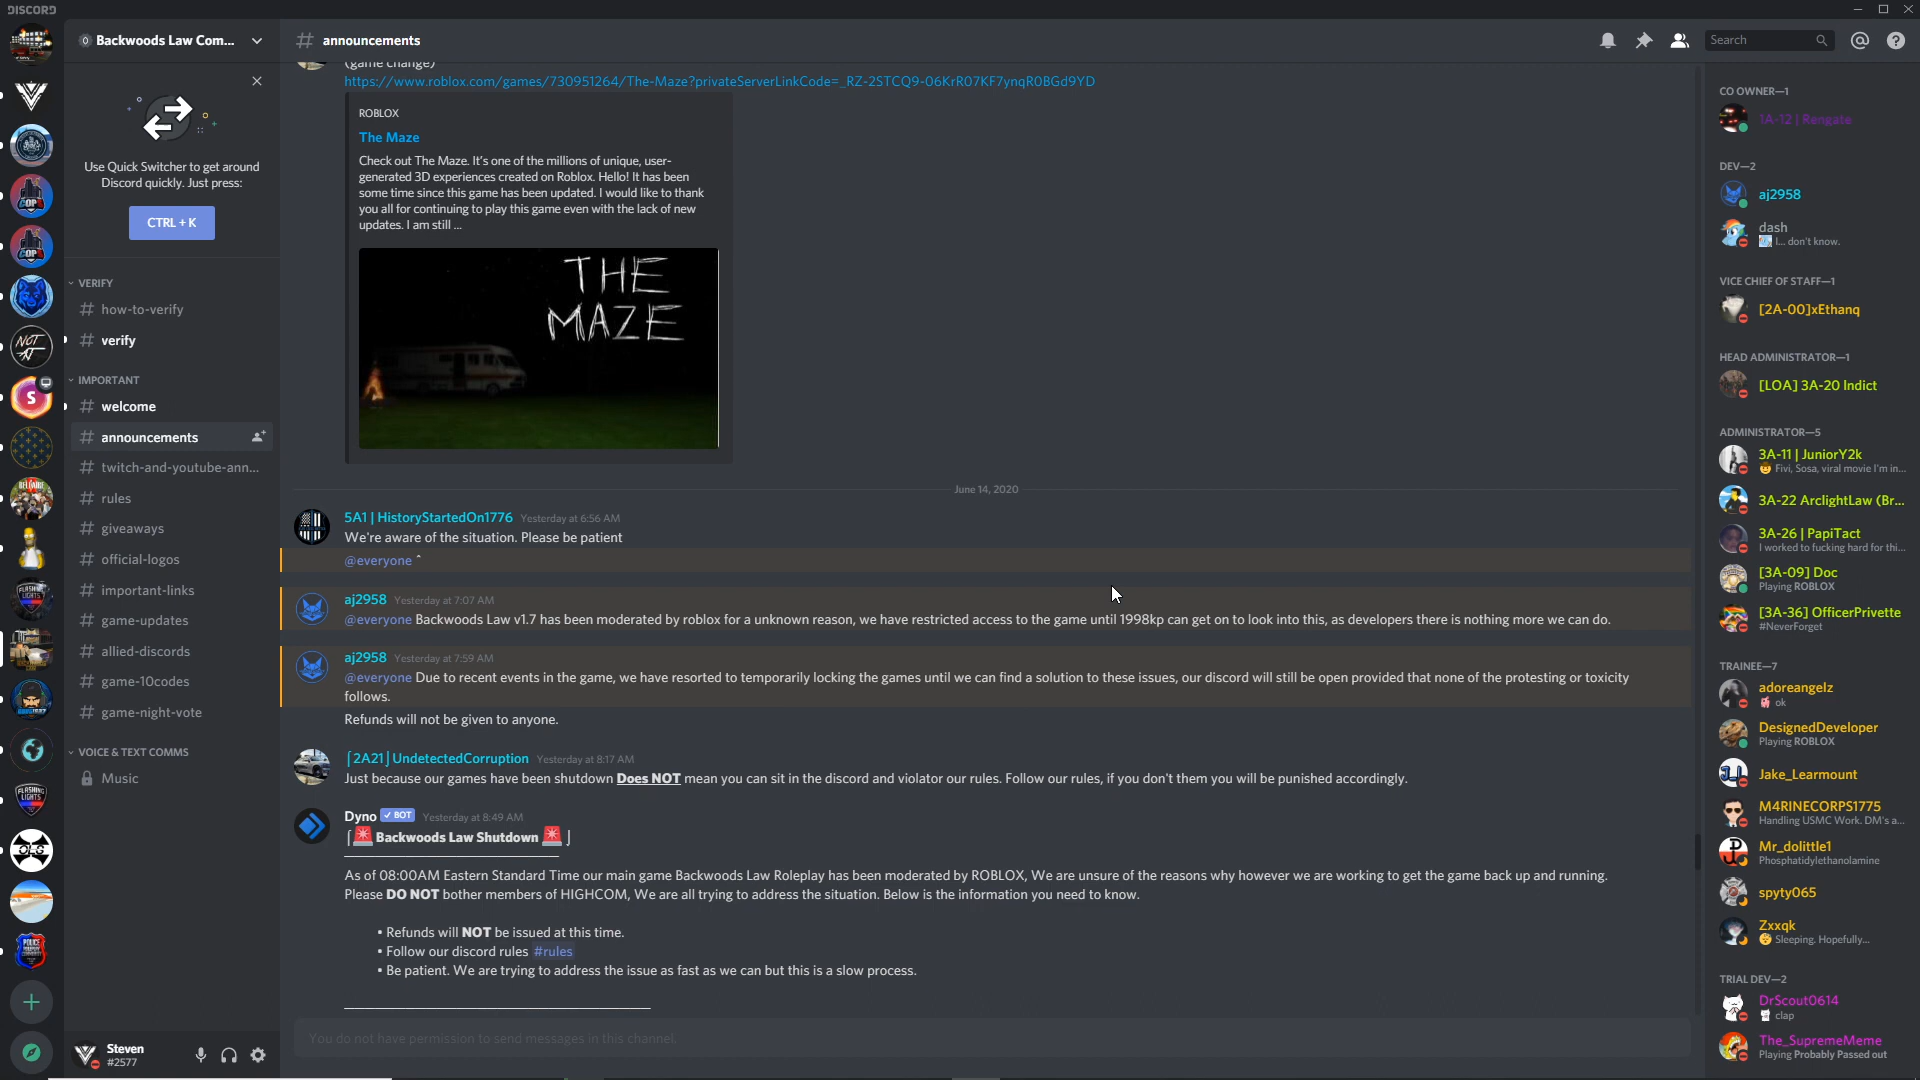 DISCORD
Backwoods Law Com...
Use Quick Switcher to get around
Discord quickly. Just press:
CTRL + K
VERIFY
# how-to-verify
# verify
IMPORTANT
# welcome
# announcements
# twitch-and-youtube-ann...
# rules
# giveaways
# official-logos
# important-links
# game-updates
# allied-discords
# game-10codes
# game-night-vote
VOICE & TEXT COMMS
Music
Steven
#2577
# announcements
Search
(game change)
https://www.roblox.com/games/730951264/The-Maze?privateServerLinkCode=_RZ-2STCQ9-06KrR07KF7ynqR0BGd9YD
ROBLOX
The Maze
Check out The Maze. It's one of the millions of unique, user-
generated 3D experiences created on Roblox. Hello! It has been
some time since this game has been updated. I would like to thank
you all for continuing to play this game even with the lack of new
updates. I am still ...
THE
MAZE
June 14, 2020
5A1 | HistoryStartedOn1776 Yesterday at 6:56 AM
We're aware of the situation. Please be patient
@everyone ^
aj2958 Yesterday at 7:07 AM
@everyone Backwoods Law v1.7 has been moderated by roblox for a unknown reason, we have restricted access to the game until 1998kp can get on to look into this, as developers there is nothing more we can do.
aj2958 Yesterday at 7:59 AM
@everyone Due to recent events in the game, we have resorted to temporarily locking the games until we can find a solution to these issues, our discord will still be open provided that none of the protesting or toxicity
follows.
Refunds will not be given to anyone.
⌈2A21⌋ UndetectedCorruption Yesterday at 8:17 AM
Just because our games have been shutdown Does NOT mean you can sit in the discord and violator our rules. Follow our rules, if you don't them you will be punished accordingly.
Dyno BOT Yesterday at 8:49 AM
⌈🚨 Backwoods Law Shutdown 🚨⌋
As of 08:00AM Eastern Standard Time our main game Backwoods Law Roleplay has been moderated by ROBLOX, We are unsure of the reasons why however we are working to get the game back up and running.
Please DO NOT bother members of HIGHCOM, We are all trying to address the situation. Below is the information you need to know.
• Refunds will NOT be issued at this time.
• Follow our discord rules #rules
• Be patient. We are trying to address the issue as fast as we can but this is a slow process.
You do not have permission to send messages in this channel.
CO OWNER—1
1A-12 | Rengate
DEV—2
aj2958
dash
I... don't know.
VICE CHIEF OF STAFF—1
[2A-00]xEthanq
HEAD ADMINISTRATOR—1
[LOA] 3A-20 Indict
ADMINISTRATOR—5
3A-11 | JuniorY2k
Fivi, Sosa, viral movie I'm in...
3A-22 ArclightLaw (Br...
3A-26 | PapiTact
I worked to fucking hard for thi...
[3A-09] Doc
Playing ROBLOX
[3A-36] OfficerPrivette
#NeverForget
TRAINEE—7
adoreangelz
ok
DesignedDeveloper
Playing ROBLOX
Jake_Learmount
M4RINECORPS1775
Handling USMC Work. DM's a...
Mr_dolittle1
Phosphatidylethanolamine
spyty065
Zxxqk
Sleeping. Hopefully...
TRIAL DEV—2
DrScout0614
clap
The_SupremeMeme
Playing Probably Passed out